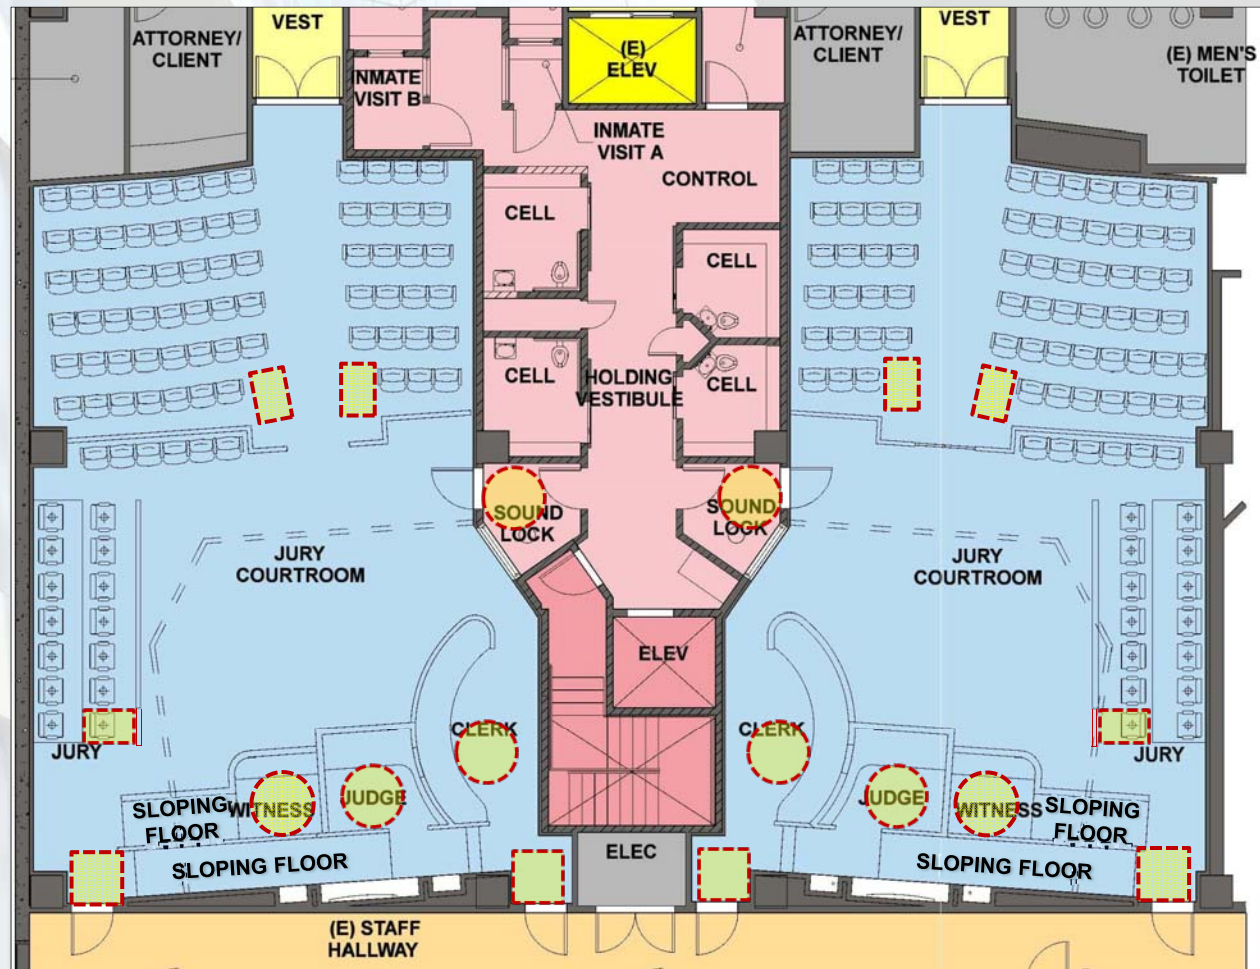 VEST
ATTORNEY/
CLIENT
(E)
ELEV
ATTORNEY/
CLIENT
VEST
(E) MEN'S
TOILET
INMATE
VISIT B
INMATE
VISIT A
CONTROL
CELL
CELL
CELL
CELL
HOLDING
VESTIBULE
SOUND
LOCK
SOUND
LOCK
JURY
COURTROOM
JURY
COURTROOM
ELEV
CLERK
CLERK
JURY
JURY
SLOPING
FLOOR
WITNESS
JUDGE
JUDGE
WITNESS
SLOPING
FLOOR
SLOPING FLOOR
ELEC
SLOPING FLOOR
(E) STAFF
HALLWAY